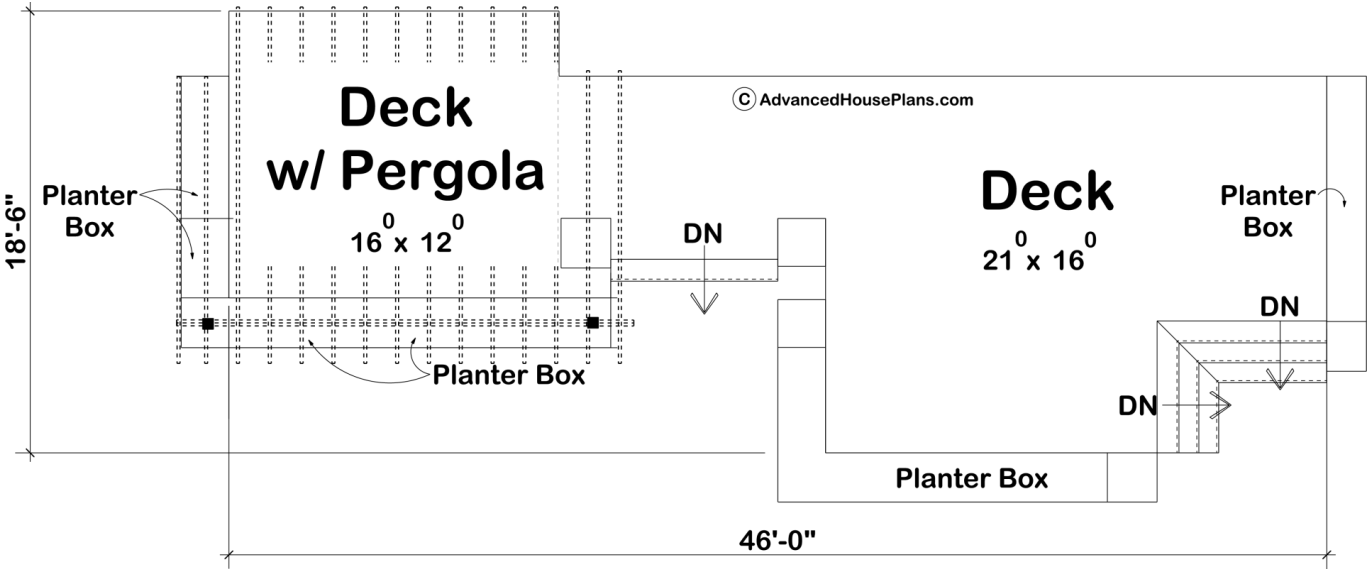 Deck
w/ Pergola
16⁰ x 12⁰
© AdvancedHousePlans.com
Deck
21⁰ x 16⁰
Planter
Box
Planter
Box
18'-6"
DN
DN
DN
Planter Box
Planter Box
46'-0"